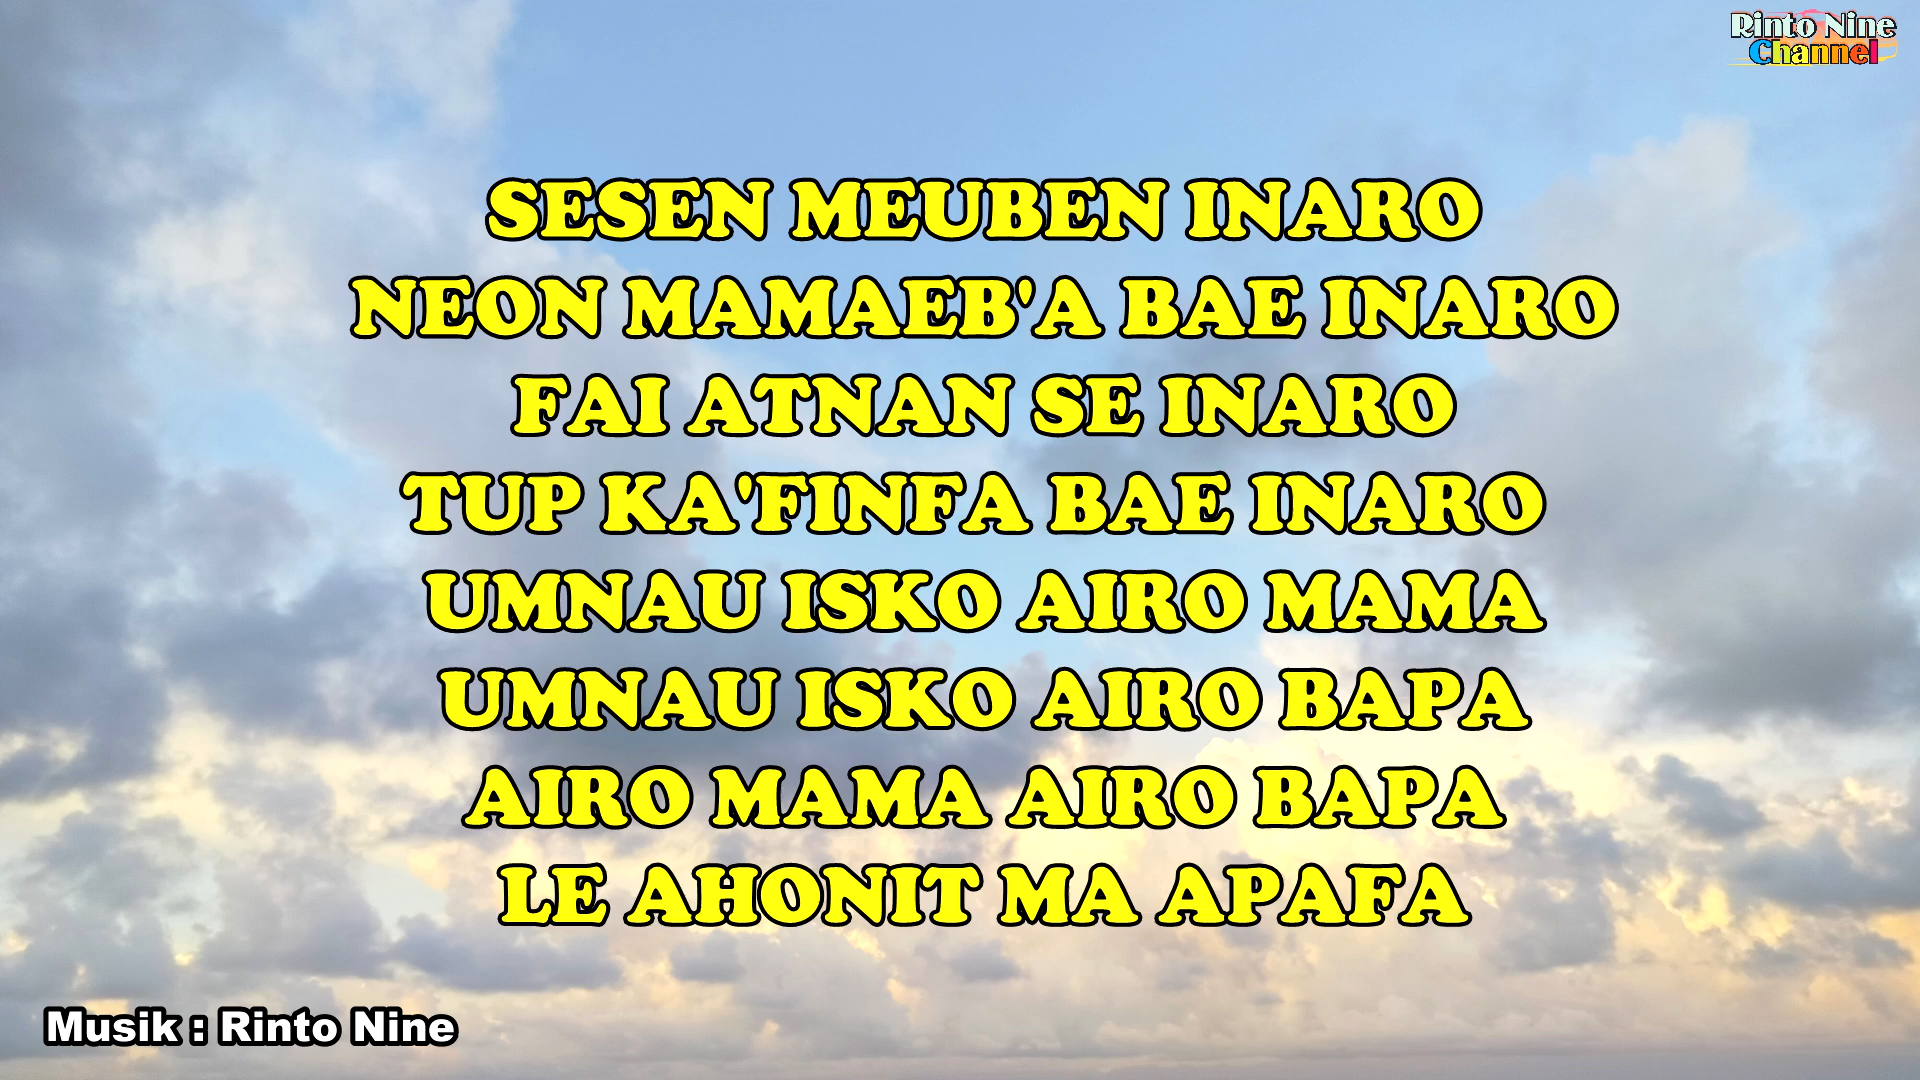 Rinto Nine
Channel
SESEN MEUBEN INARO
NEON MAMAEB'A BAE INARO
FAI ATNAN SE INARO
TUP KA'FINFA BAE INARO
UMNAU ISKO AIRO MAMA
UMNAU ISKO AIRO BAPA
AIRO MAMA AIRO BAPA
LE AHONIT MA APAFA
Musik : Rinto Nine